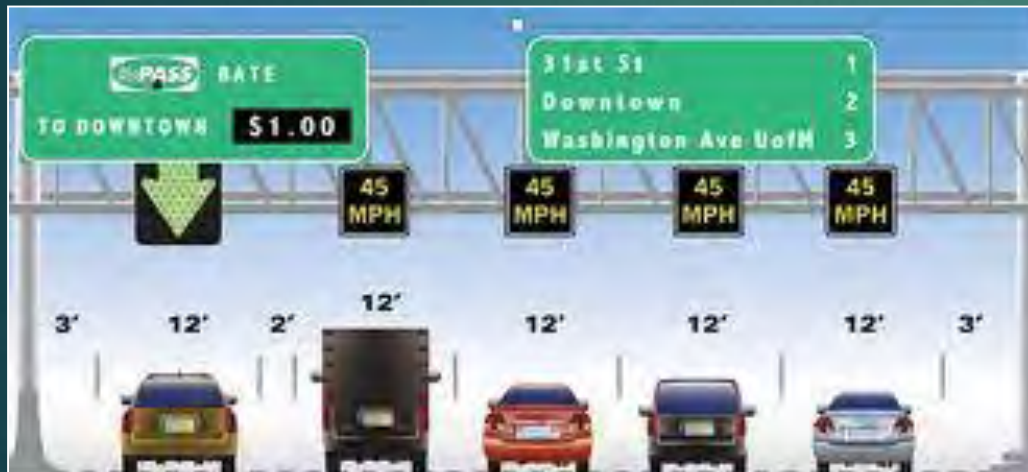 PASS RATE
TO DOWNTOWN $1.00
31st St 1
Downtown 2
Washington Ave UofM 3
45 MPH
45 MPH
45 MPH
45 MPH
3' 12' 2' 12' 12' 12' 12' 3'